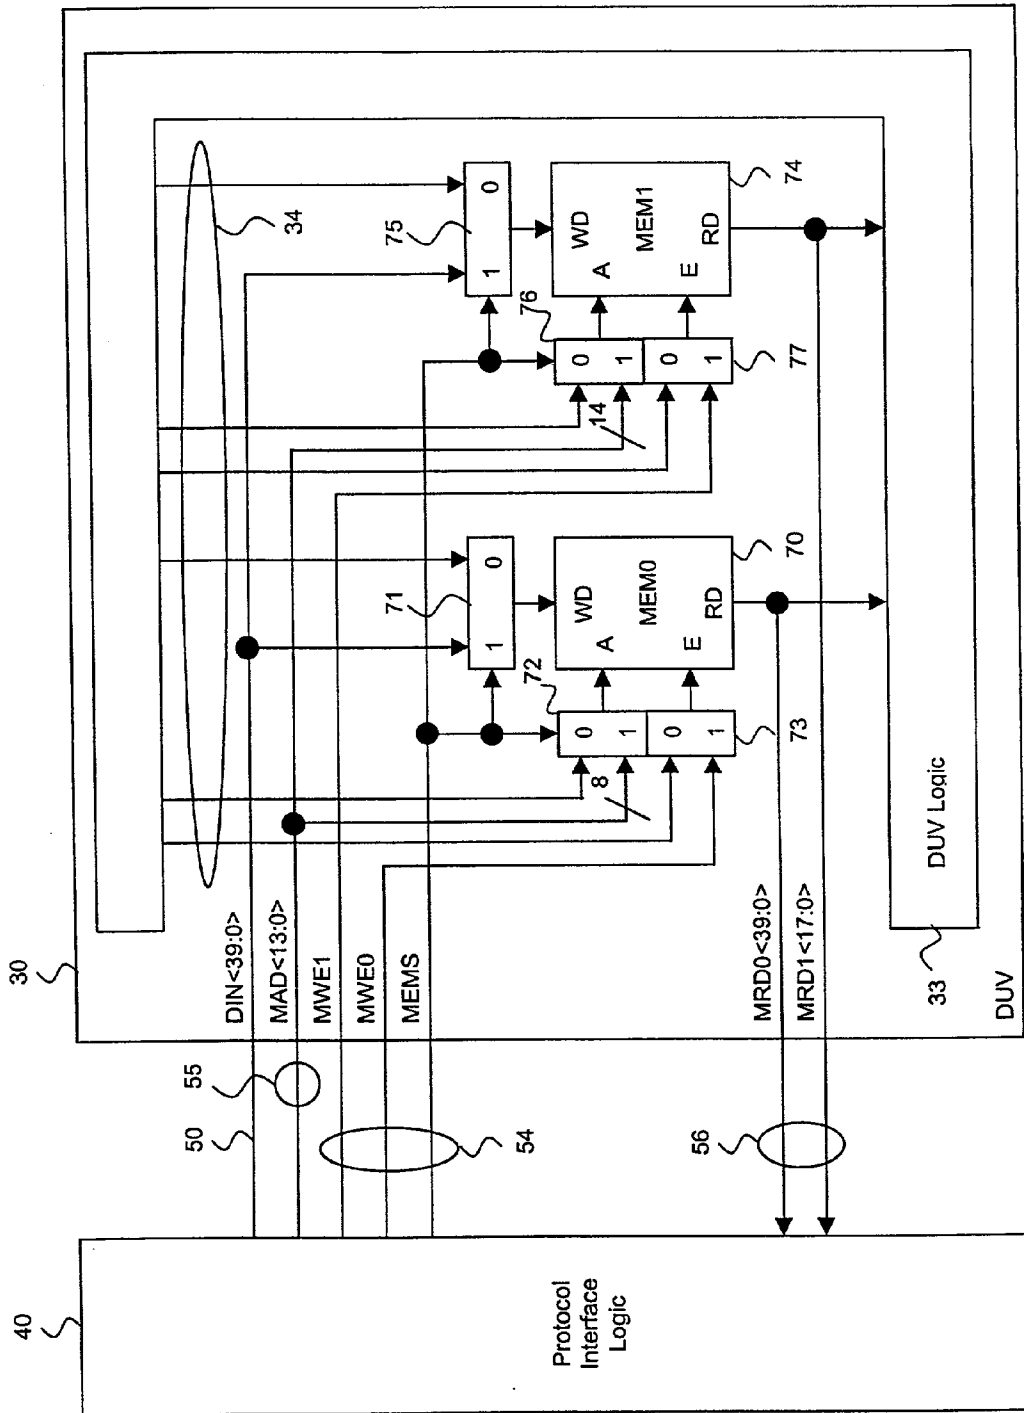 40
Protocol
Interface
Logic
50
55
54
56
30
DIN<39:0>
MAD<13:0>
MWE1
MWE0
MEMS
MRD0<39:0>
MRD1<17:0>
34
71
1 0
72
0 1
0 1
73
8
WD
A
MEM0
E
RD
70
75
1 0
76
0 1
0 1
77
14
WD
A
MEM1
E
RD
74
33
DUV Logic
DUV